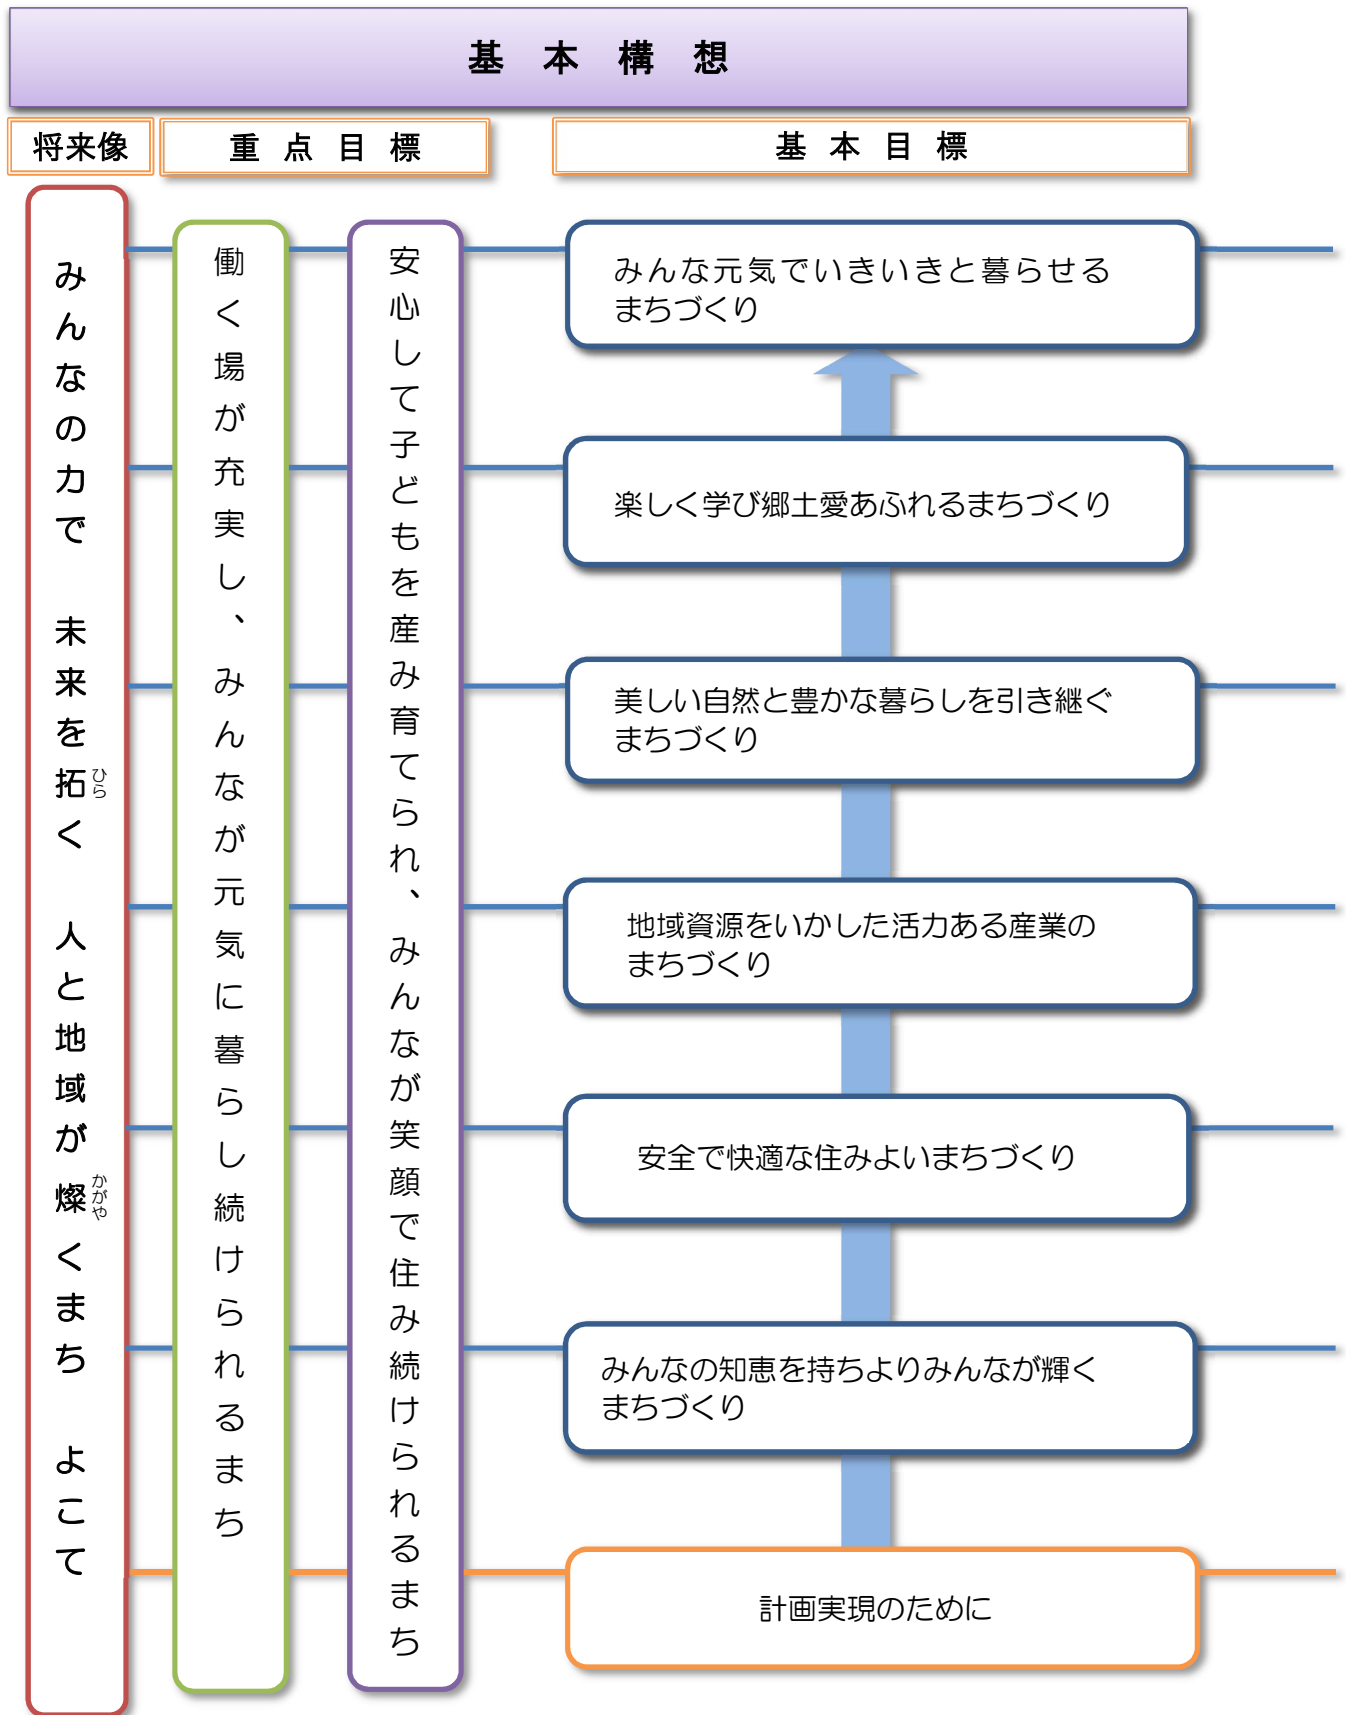 基本構想
将来像
重点目標
基本目標
みんなの力で　未来を拓く　人と地域が燦くまち　よこて
ひら
かがや
働く場が充実し、みんなが元気に暮らし続けられるまち
安心して子どもを産み育てられ、みんなが笑顔で住み続けられるまち
みんな元気でいきいきと暮らせる
まちづくり
楽しく学び郷土愛あふれるまちづくり
美しい自然と豊かな暮らしを引き継ぐ
まちづくり
地域資源をいかした活力ある産業の
まちづくり
安全で快適な住みよいまちづくり
みんなの知恵を持ちよりみんなが輝く
まちづくり
計画実現のために